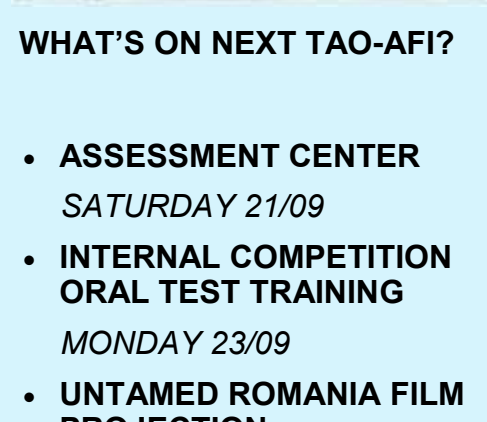 WHAT’S ON NEXT TAO-AFI?
• ASSESSMENT CENTER
SATURDAY 21/09
• INTERNAL COMPETITION
ORAL TEST TRAINING
MONDAY 23/09
• UNTAMED ROMANIA FILM
PROJECTION